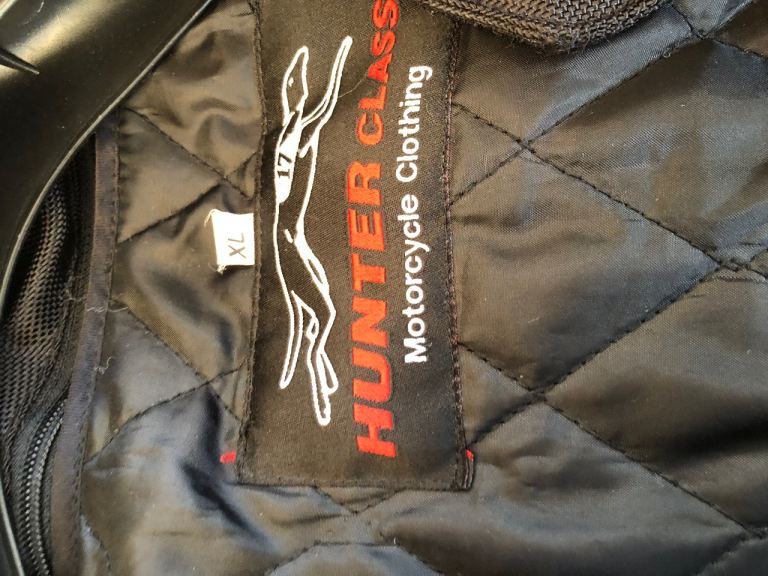 HUNTER CLASS
Motorcycle Clothing
17
XL